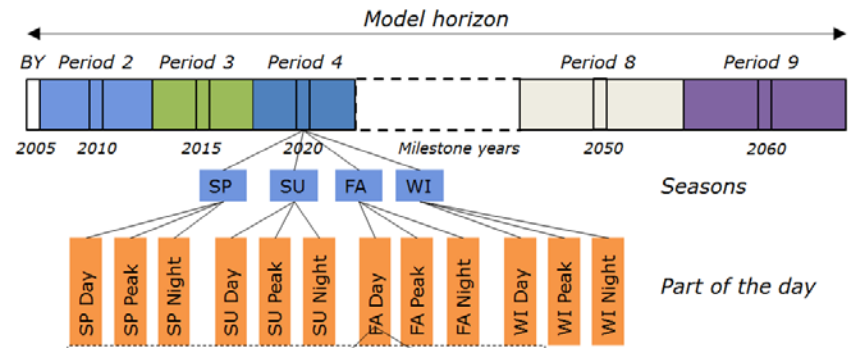 Model horizon
BY Period 2 Period 3 Period 4 Period 8 Period 9
2005 2010 2015 2020 Milestone years 2050 2060
SP SU FA WI Seasons
SP Day SP Peak SP Night SU Day SU Peak SU Night FA Day FA Peak FA Night WI Day WI Peak WI Night Part of the day